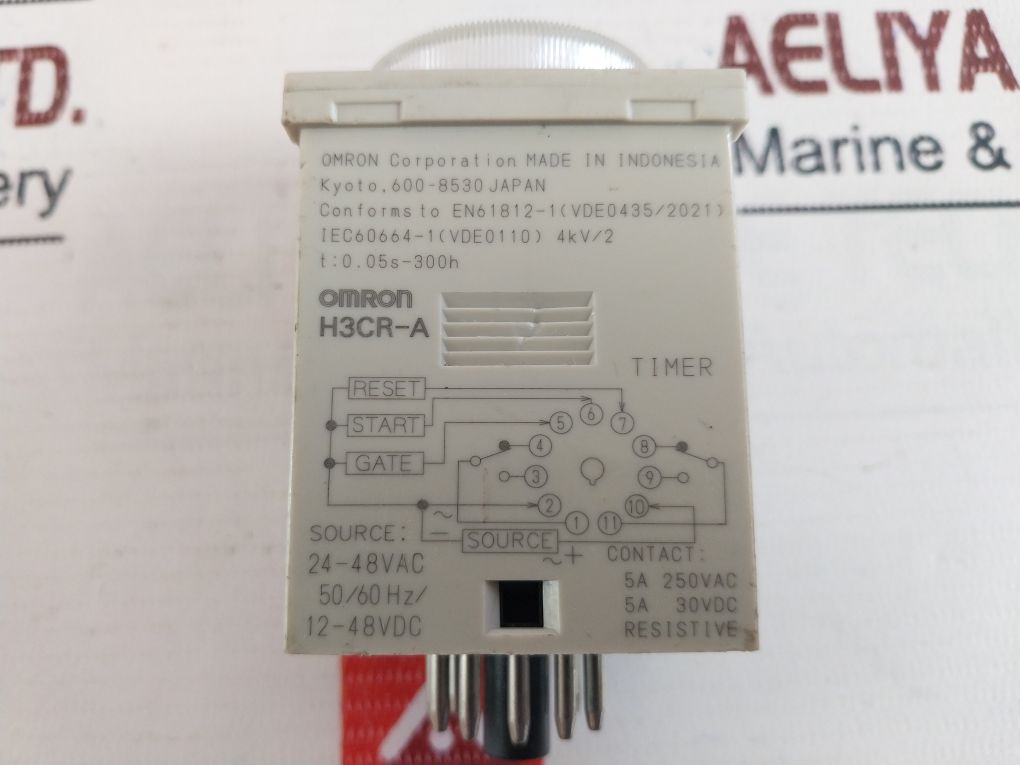 TD.
ery
AELIYA
Marine &
OMRON Corporation MADE IN INDONESIA
Kyoto, 600-8530 JAPAN
Conforms to EN61812-1(VDE0435/2021)
IEC60664-1(VDE0110) 4kV/2
t:0.05s-300h
OMRON
H3CR-A
TIMER
RESET
START
GATE
5 6 7
4 8
3 9
2 10
1 11
~
−
SOURCE
~ +
SOURCE:
24-48VAC
50/60Hz/
12-48VDC
CONTACT:
5A 250VAC
5A 30VDC
RESISTIVE